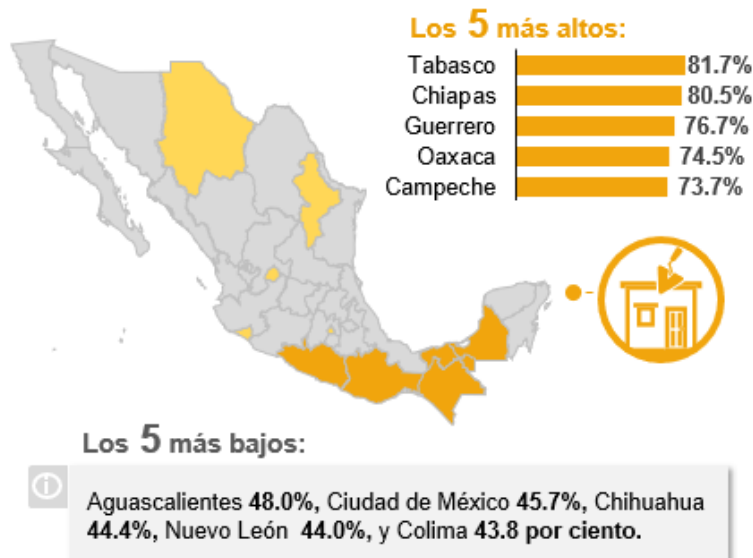 Los 5 más altos:
Tabasco 81.7%
Chiapas 80.5%
Guerrero 76.7%
Oaxaca 74.5%
Campeche 73.7%
Los 5 más bajos:
Aguascalientes 48.0%, Ciudad de México 45.7%, Chihuahua
44.4%, Nuevo León 44.0%, y Colima 43.8 por ciento.